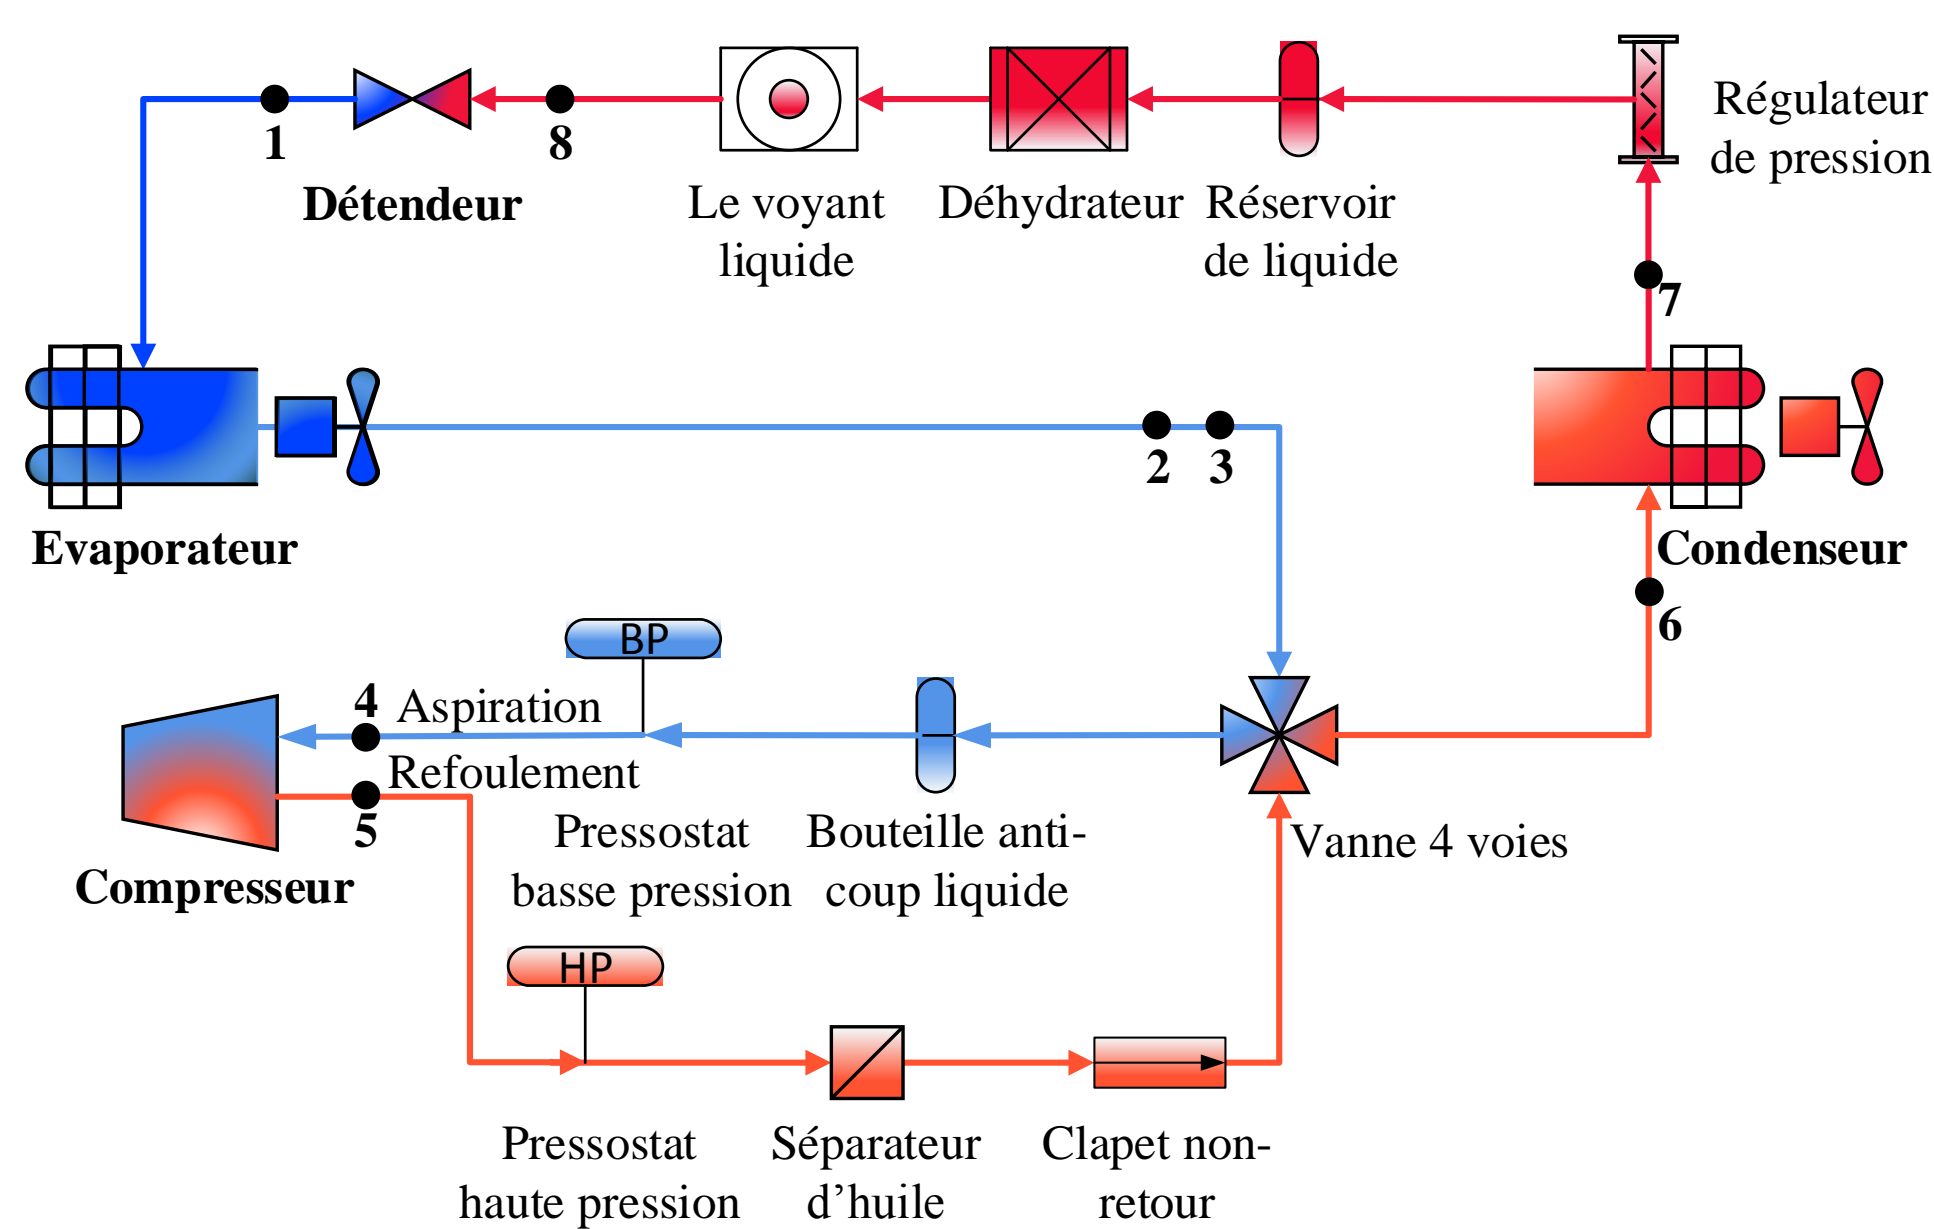 Régulateur
de pression
1
8
Détendeur
Le voyant
liquide
Déhydrateur
Réservoir
de liquide
7
2
3
Evaporateur
Condenseur
6
BP
4
Aspiration
Refoulement
5
Pressostat
basse pression
Bouteille anti-
coup liquide
Vanne 4 voies
Compresseur
HP
Pressostat
haute pression
Séparateur
d’huile
Clapet non-
retour